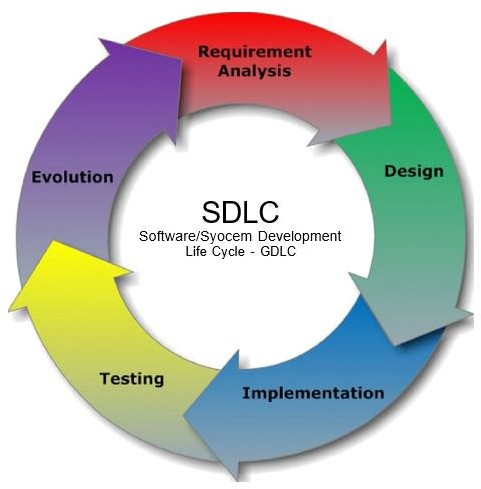 Requirement
Analysis
Design
Evolution
SDLC
Software/Syocem Development
Life Cycle - GDLC
Testing
Implementation